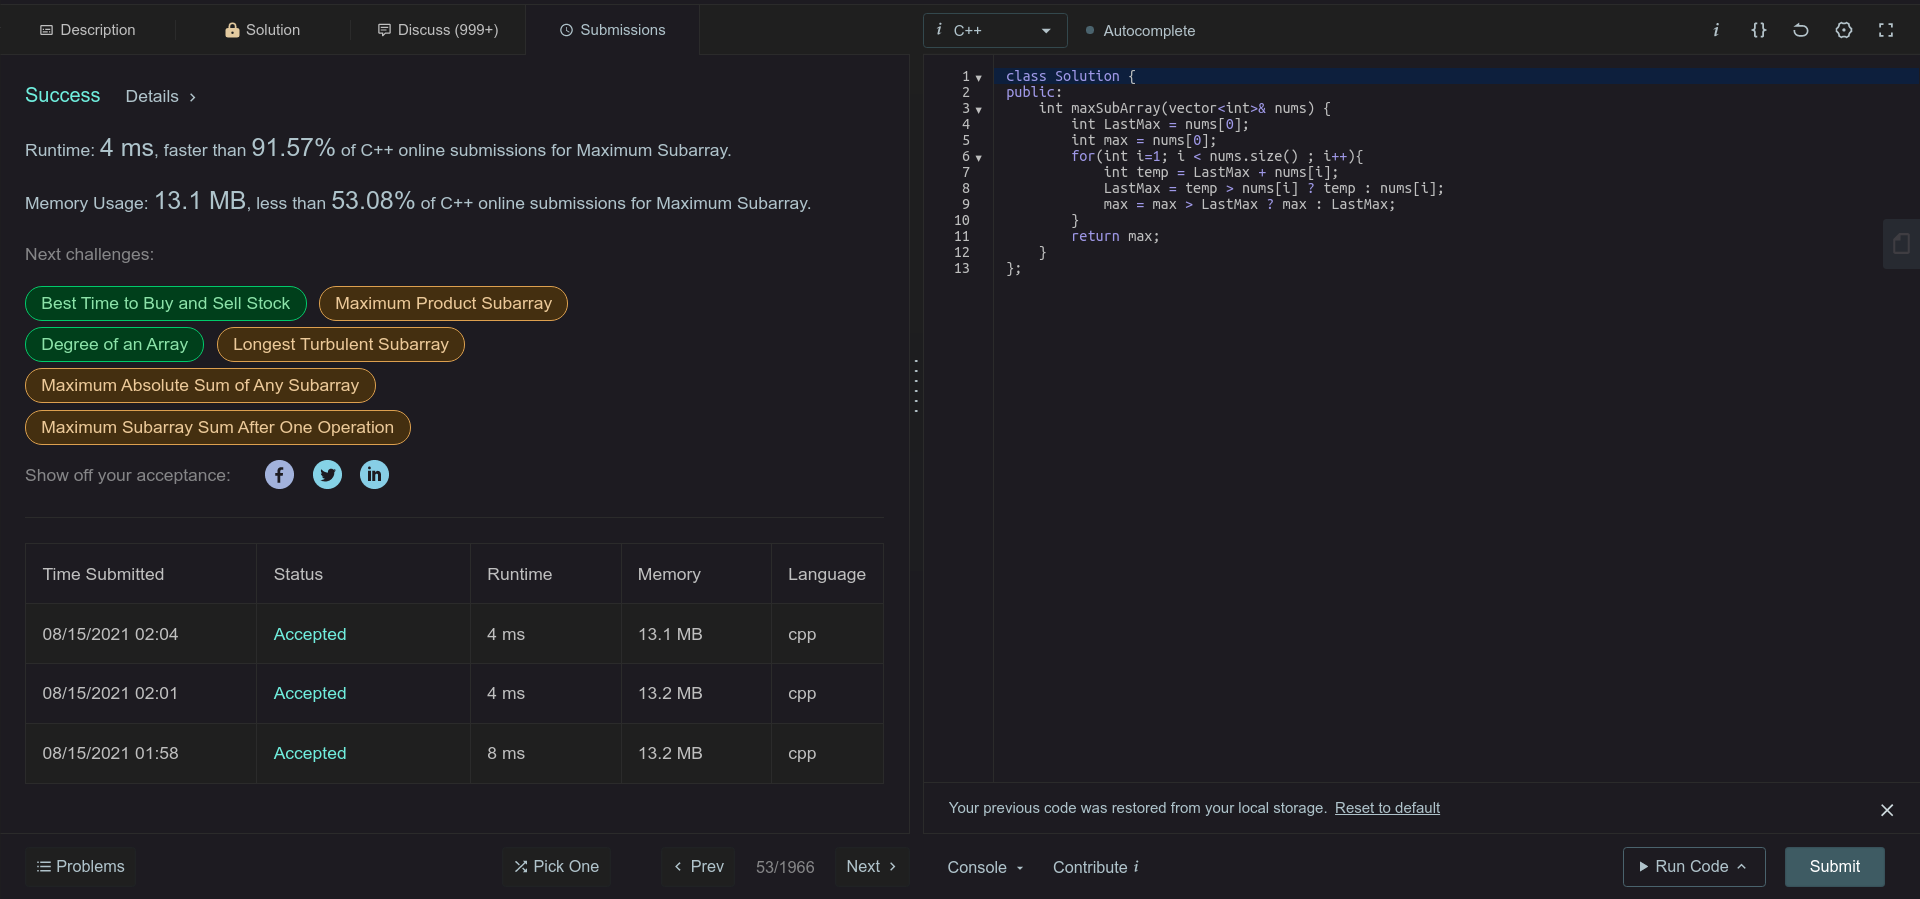 Description
Solution
Discuss (999+)
Submissions
i C++
Autocomplete
i {}
Success Details >
Runtime: 4 ms, faster than 91.57% of C++ online submissions for Maximum Subarray.
Memory Usage: 13.1 MB, less than 53.08% of C++ online submissions for Maximum Subarray.
Next challenges:
Best Time to Buy and Sell Stock Maximum Product Subarray
Degree of an Array Longest Turbulent Subarray
Maximum Absolute Sum of Any Subarray
Maximum Subarray Sum After One Operation
Show off your acceptance: f in
Time Submitted Status Runtime Memory Language
08/15/2021 02:04 Accepted 4 ms 13.1 MB cpp
08/15/2021 02:01 Accepted 4 ms 13.2 MB cpp
08/15/2021 01:58 Accepted 8 ms 13.2 MB cpp
1 class Solution {
2 public:
3     int maxSubArray(vector<int>& nums) {
4         int LastMax = nums[0];
5         int max = nums[0];
6         for(int i=1; i < nums.size() ; i++){
7             int temp = LastMax + nums[i];
8             LastMax = temp > nums[i] ? temp : nums[i];
9             max = max > LastMax ? max : LastMax;
10         }
11         return max;
12     }
13 };
Your previous code was restored from your local storage. Reset to default
Problems
Pick One
< Prev 53/1966 Next >
Console
Contribute i
Run Code
Submit